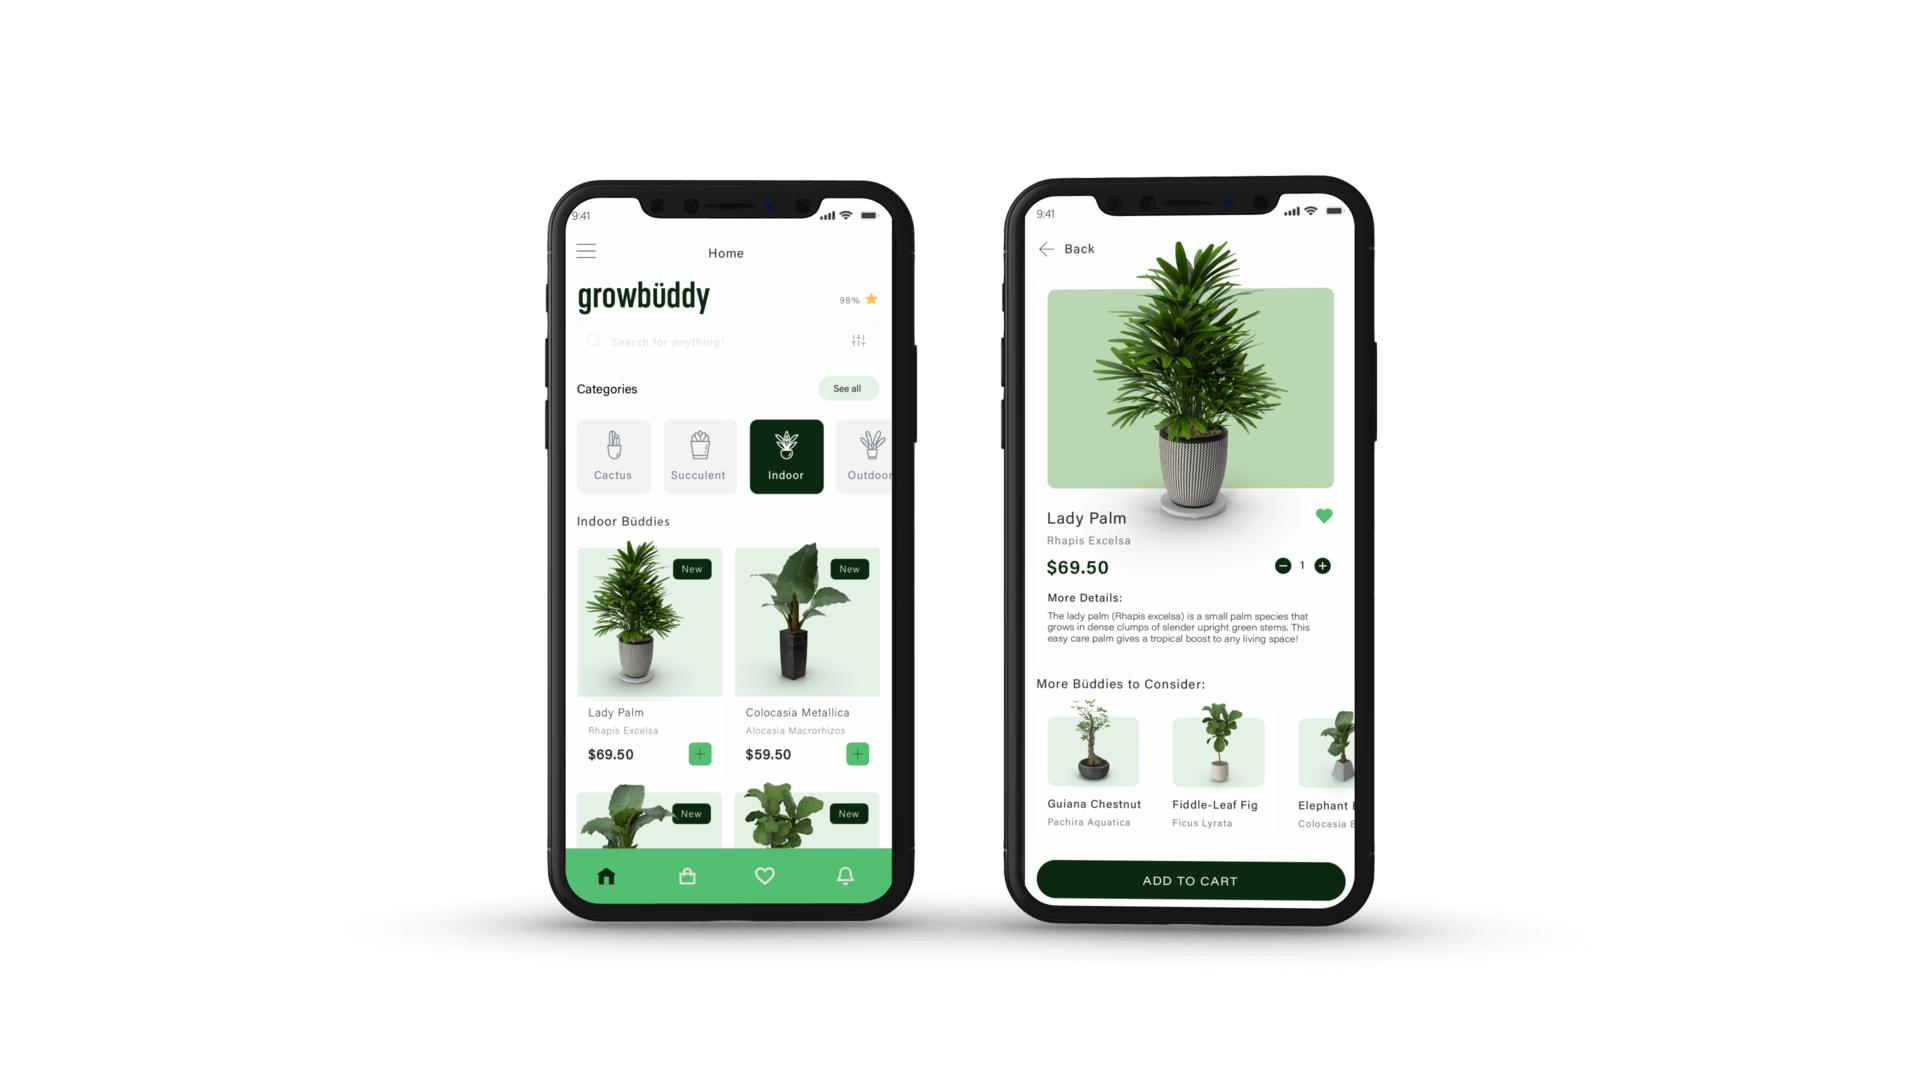 9:41
Home
growbüddy
98%
Search for anything!
Categories
See all
Cactus
Succulent
Indoor
Outdoor
Indoor Büddies
New
New
Lady Palm
Rhapis Excelsa
$69.50
Colocasia Metallica
Alocasia Macrorhizos
$59.50
New
New
9:41
Back
Lady Palm
Rhapis Excelsa
$69.50
1
More Details:
The lady palm (Rhapis excelsa) is a small palm species that
grows in dense clumps of slender upright green stems. This
easy care palm gives a tropical boost to any living space!
More Büddies to Consider:
Guiana Chestnut
Pachira Aquatica
Fiddle-Leaf Fig
Ficus Lyrata
Elephant
Colocasia
ADD TO CART